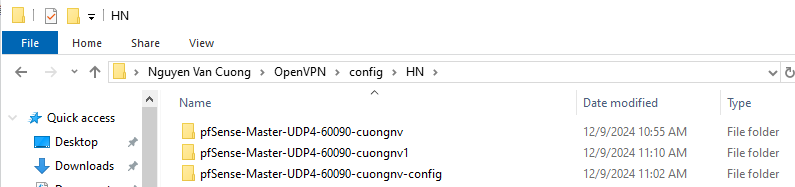 HN
File Home Share View
Nguyen Van Cuong > OpenVPN > config > HN >
Quick access
Desktop
Downloads
Name Date modified Type
pfSense-Master-UDP4-60090-cuongnv 12/9/2024 10:55 AM File folder
pfSense-Master-UDP4-60090-cuongnv1 12/9/2024 11:10 AM File folder
pfSense-Master-UDP4-60090-cuongnv-config 12/9/2024 11:02 AM File folder